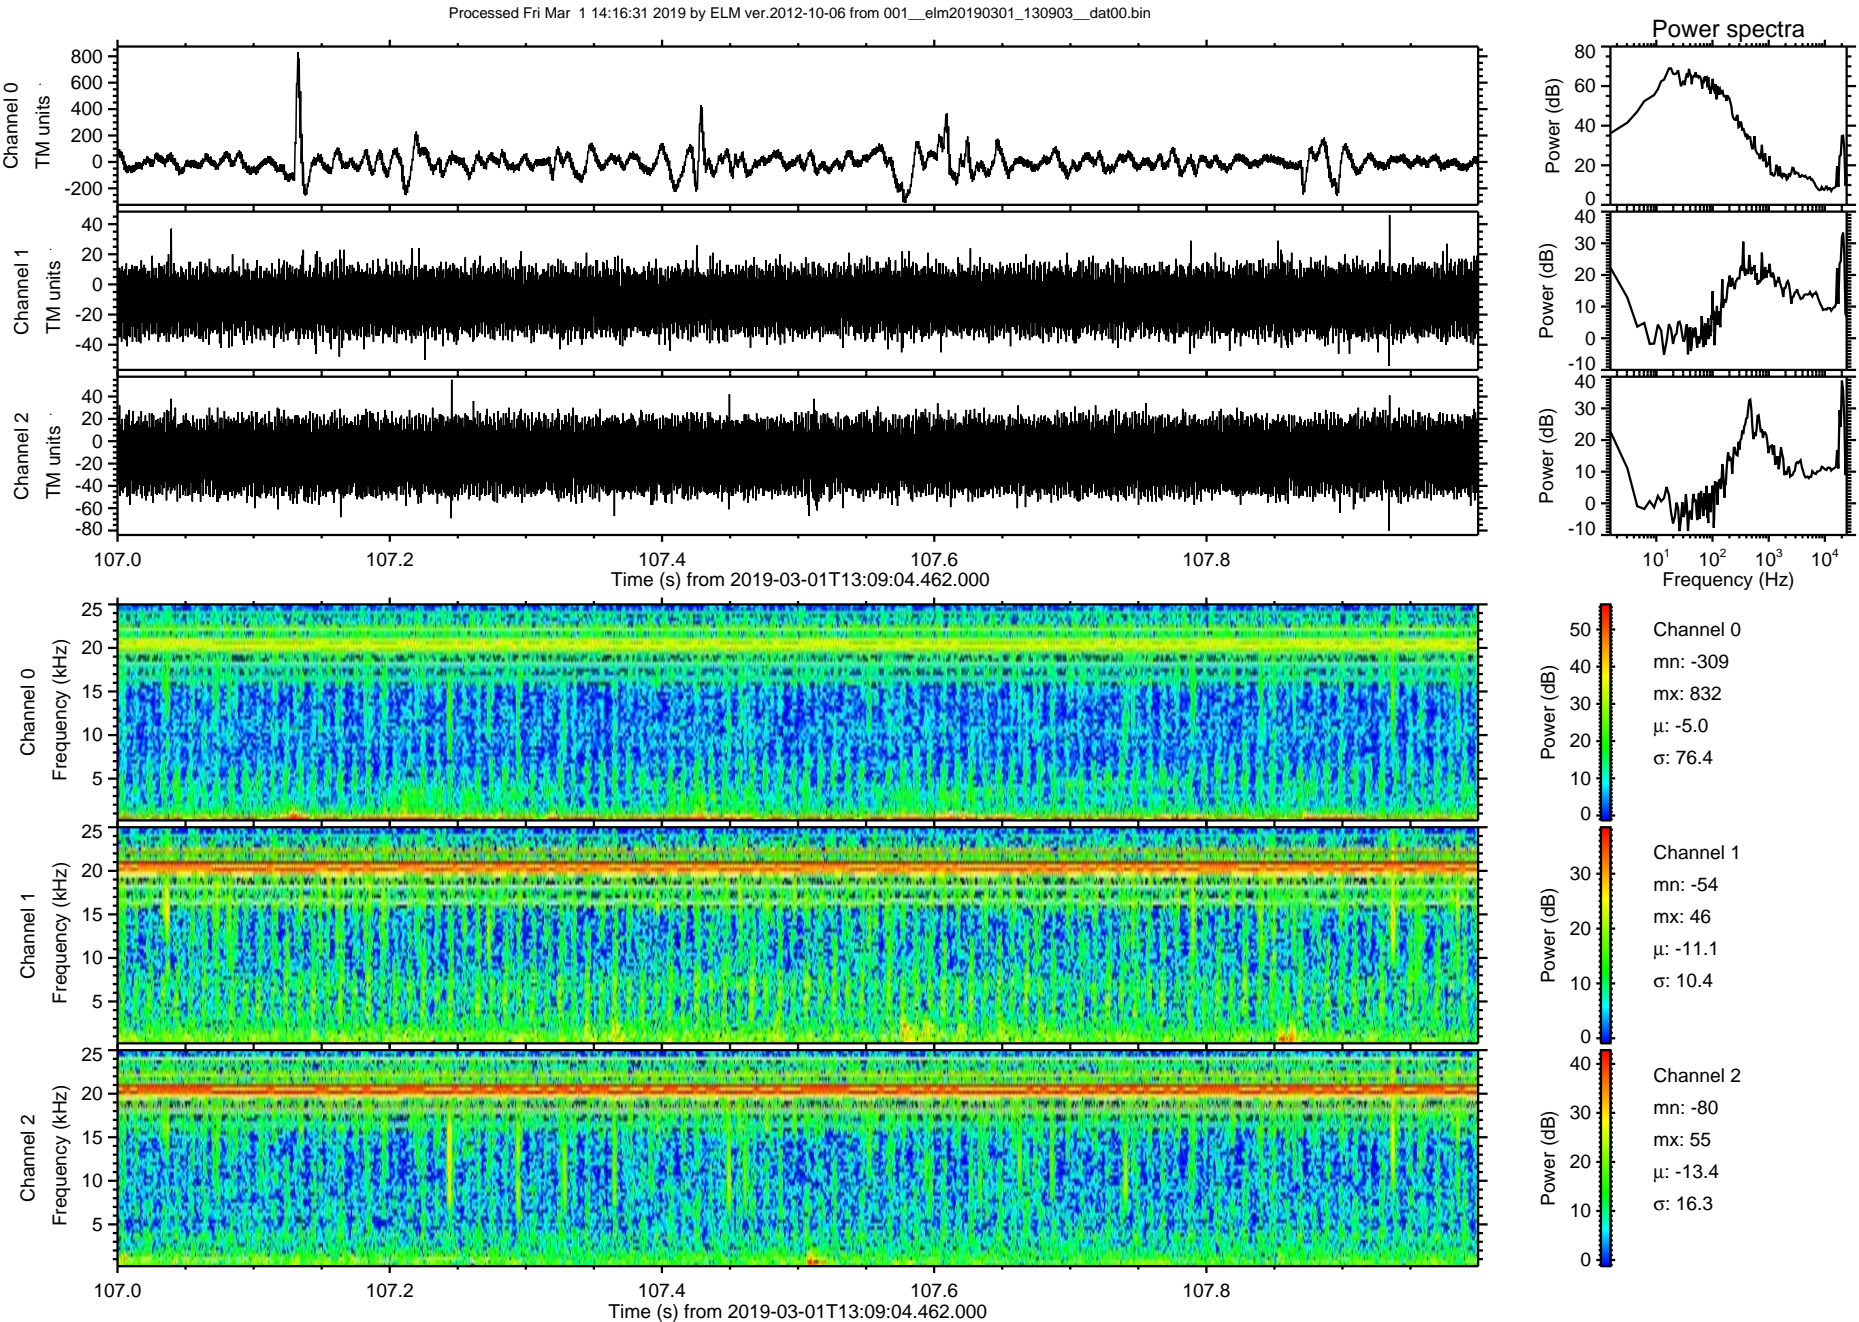 Processed Fri Mar  1 14:16:31 2019 by ELM ver.2012-10-06 from 001__elm20190301_130903__dat00.bin
Power spectra
Channel 0
TM units
800
600
400
200
0
-200
Power (dB)
80
60
40
20
0
Channel 1
TM units
40
20
0
-20
-40
Power (dB)
40
30
20
10
0
-10
Channel 2
TM units
40
20
0
-20
-40
-60
-80
Power (dB)
40
30
20
10
0
-10
107.0 107.2 107.4 107.6 107.8
Time (s) from 2019-03-01T13:09:04.462.000
10^1 10^2 10^3 10^4
Frequency (Hz)
Channel 0
Frequency (kHz)
25
20
15
10
5
Power (dB)
50
40
30
20
10
0
Channel 0
mn: -309
mx: 832
μ: -5.0
σ: 76.4
Channel 1
Frequency (kHz)
25
20
15
10
5
Power (dB)
30
20
10
0
Channel 1
mn: -54
mx: 46
μ: -11.1
σ: 10.4
Channel 2
Frequency (kHz)
25
20
15
10
5
Power (dB)
40
30
20
10
0
Channel 2
mn: -80
mx: 55
μ: -13.4
σ: 16.3
107.0 107.2 107.4 107.6 107.8
Time (s) from 2019-03-01T13:09:04.462.000